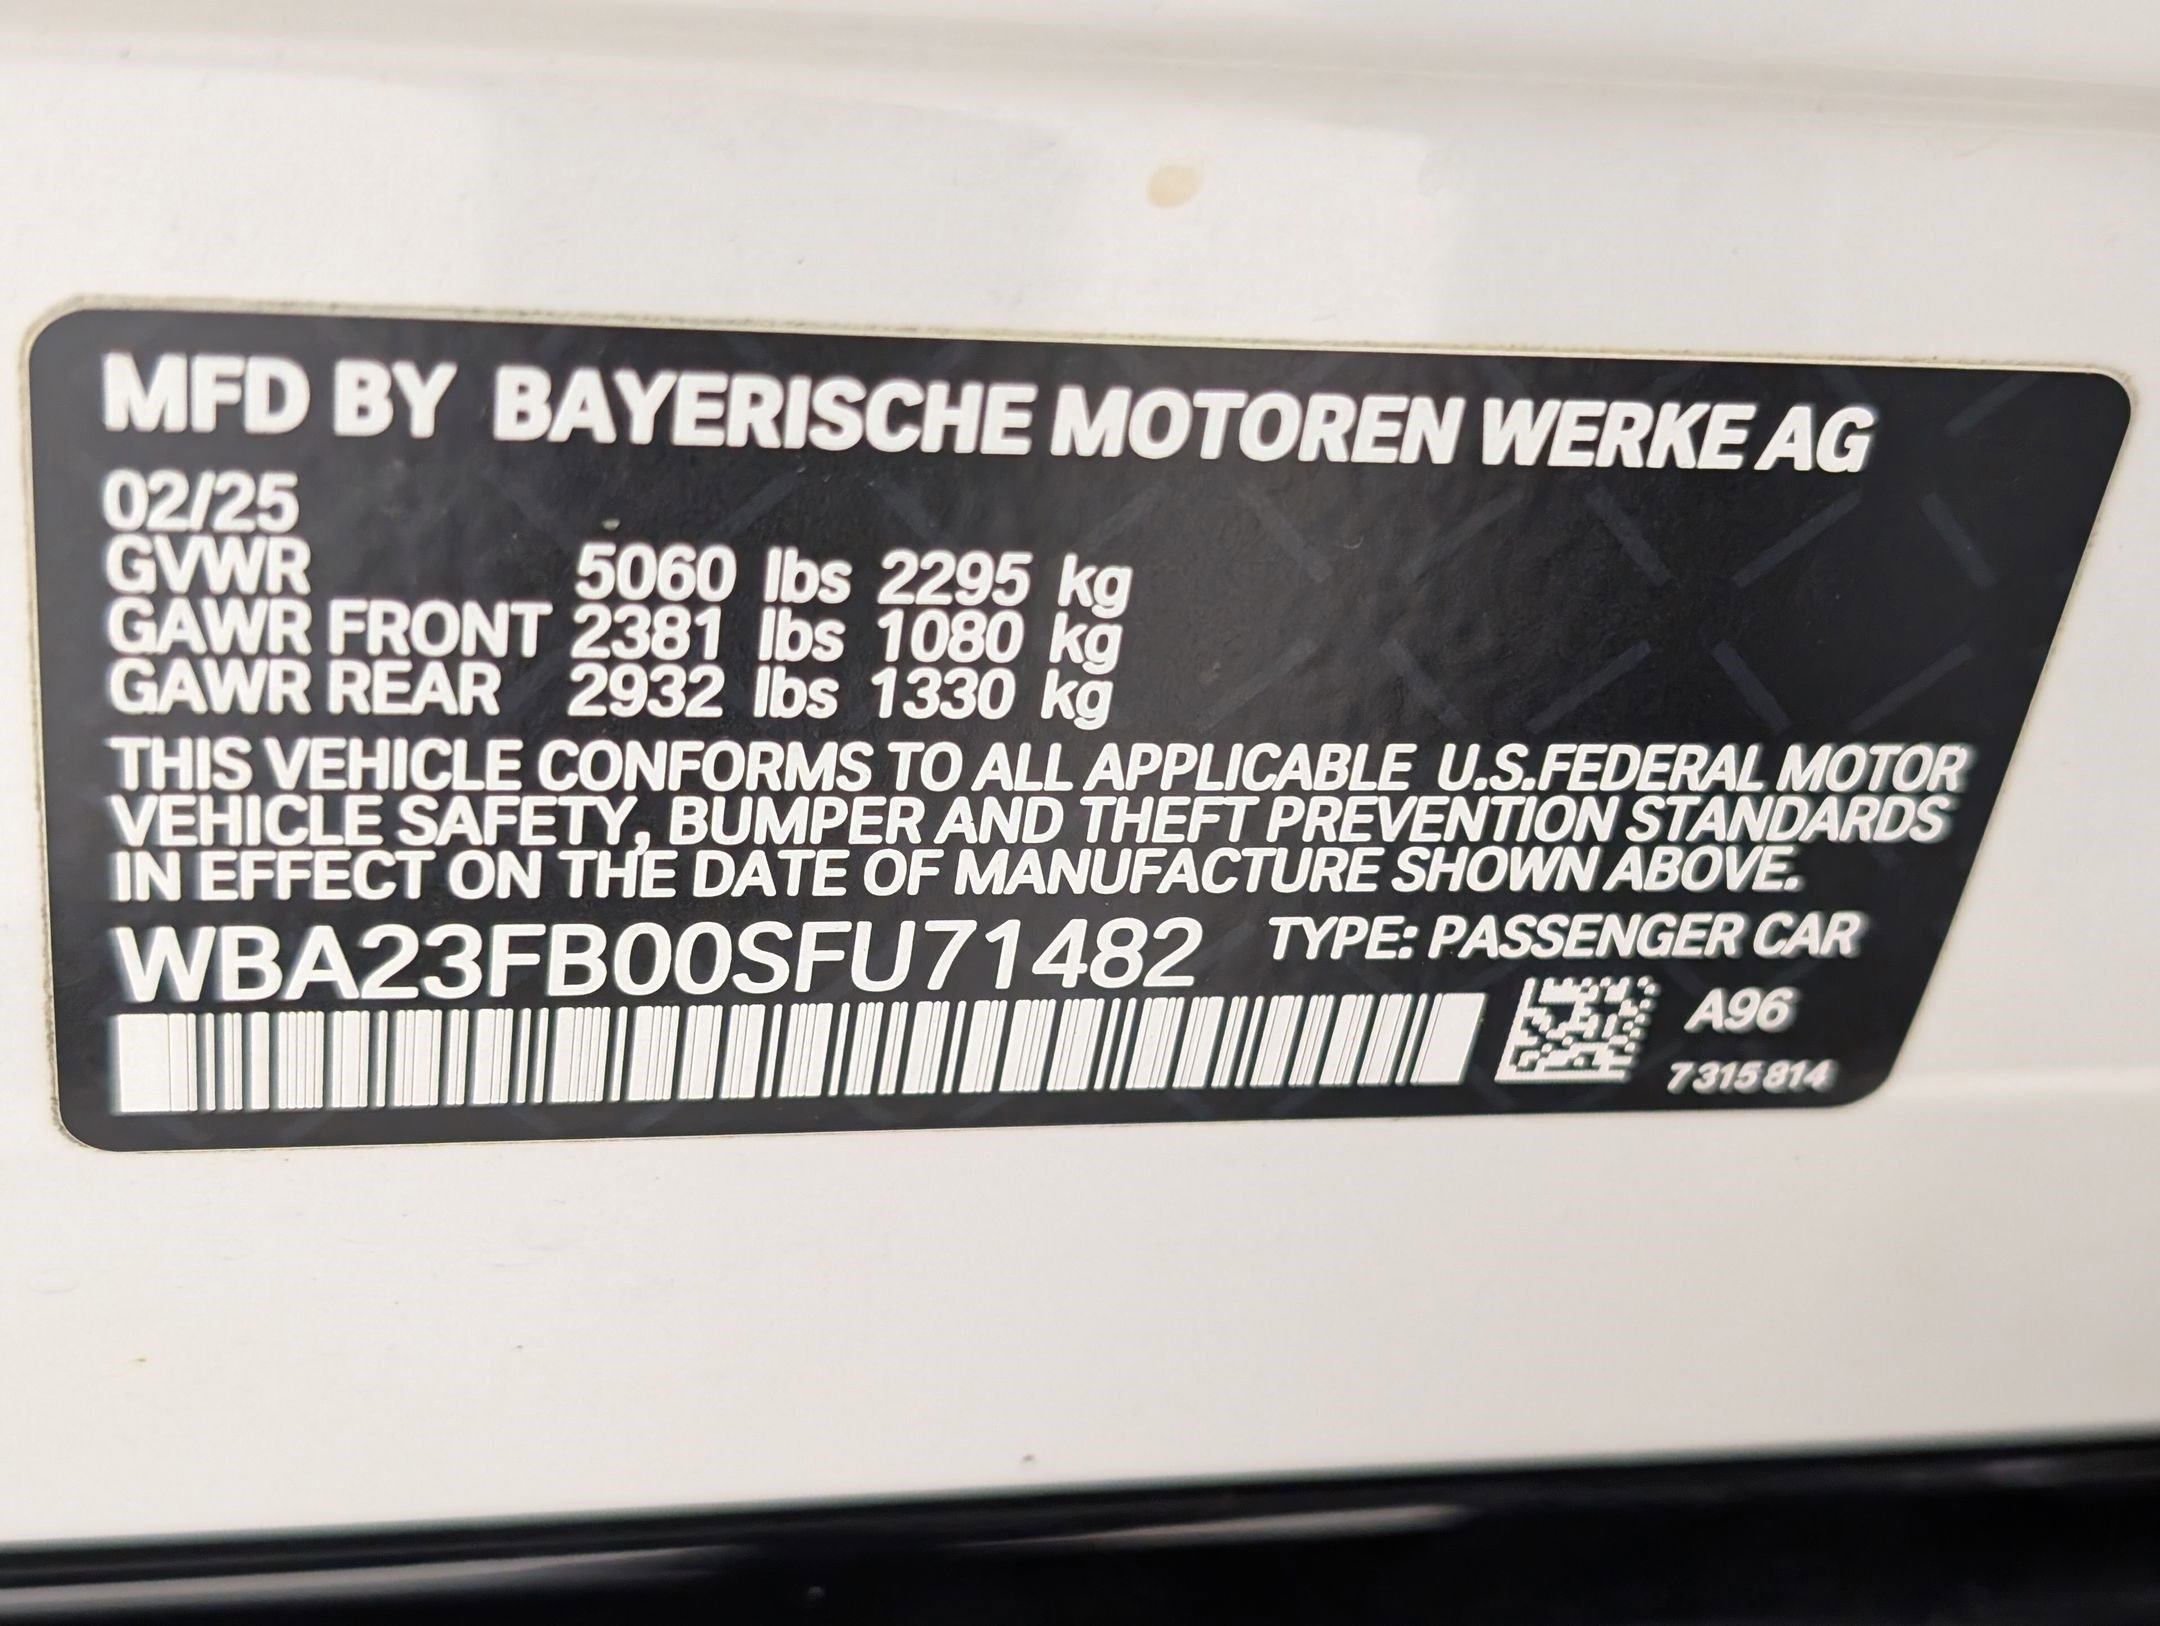 MFD BY BAYERISCHE MOTOREN WERKE AG
02/25
GVWR 5060 lbs 2295 kg
GAWR FRONT 2381 lbs 1080 kg
GAWR REAR 2932 lbs 1330 kg
THIS VEHICLE CONFORMS TO ALL APPLICABLE U.S.FEDERAL MOTOR
VEHICLE SAFETY, BUMPER AND THEFT PREVENTION STANDARDS
IN EFFECT ON THE DATE OF MANUFACTURE SHOWN ABOVE.
WBA23FB00SFU71482 TYPE: PASSENGER CAR
A96
7315814